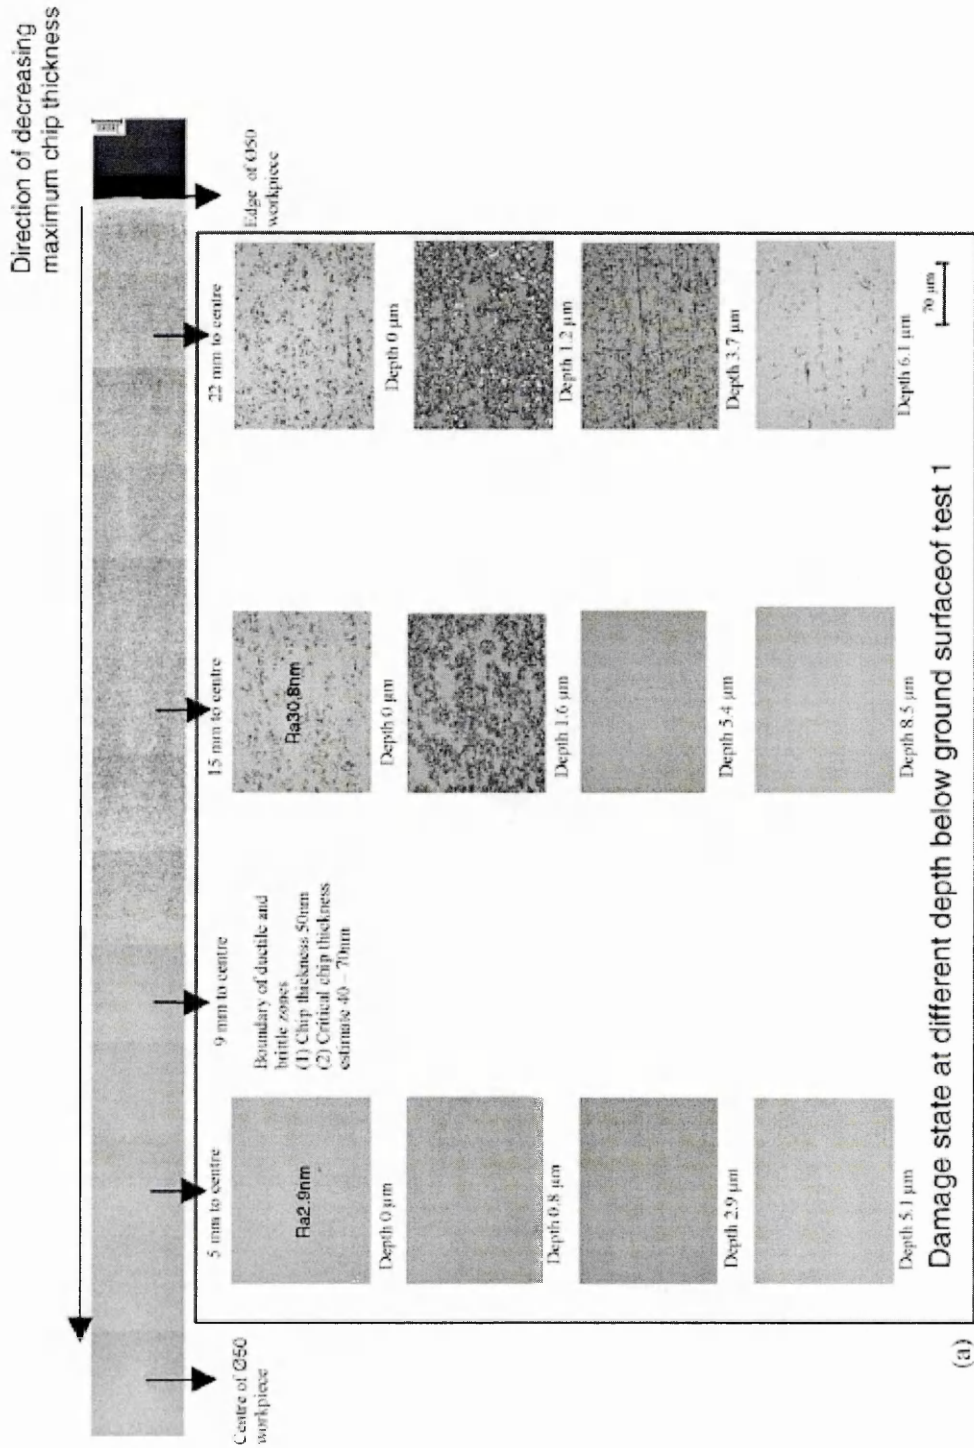 Direction of decreasing
maximum chip thickness
Centre of Ø50
workpiece
5 mm to centre
9 mm to centre
15 mm to centre
22 mm to centre
Edge of Ø50
workpiece
Boundary of ductile and
brittle zones
(1) Chip thickness 50nm
(2) Critical chip thickness
estimate 40 – 70nm
Ra2.9nm
Depth 0 μm
Depth 0.8 μm
Depth 2.9 μm
Depth 5.1 μm
Ra30.8nm
Depth 0 μm
Depth 1.6 μm
Depth 5.4 μm
Depth 8.5 μm
Depth 0 μm
Depth 1.2 μm
Depth 3.7 μm
Depth 6.1 μm
70 μm
Damage state at different depth below ground surfaceof test 1
(a)